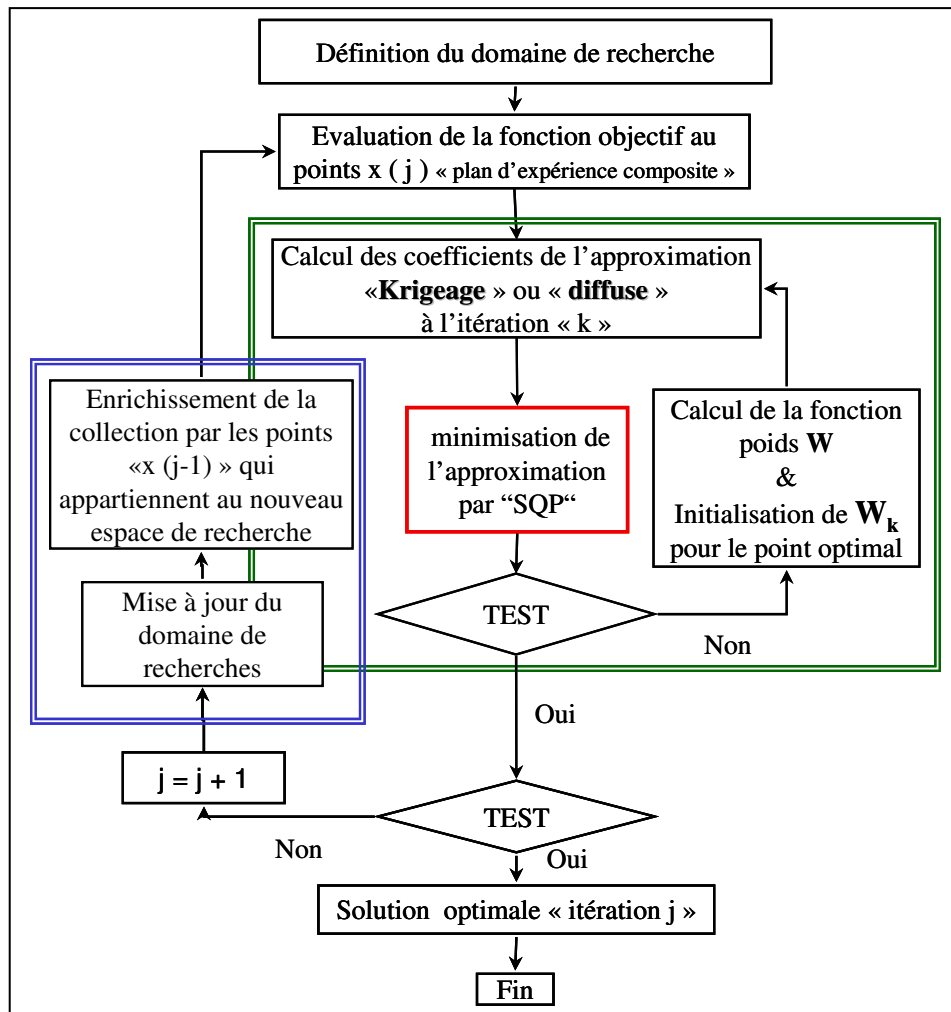 Définition du domaine de recherche
Evaluation de la fonction objectif au
points x ( j ) « plan d’expérience composite »
Calcul des coefficients de l’approximation
«Krigeage » ou « diffuse »
à l’itération « k »
Enrichissement de la
collection par les points
«x (j-1) » qui
appartiennent au nouveau
espace de recherche
minimisation de
l’approximation
par “SQP“
Calcul de la fonction
poids W
&
Initialisation de Wk
pour le point optimal
Mise à jour du
domaine de
recherches
TEST
Non
Oui
j = j + 1
TEST
Non
Oui
Solution optimale « itération j »
Fin